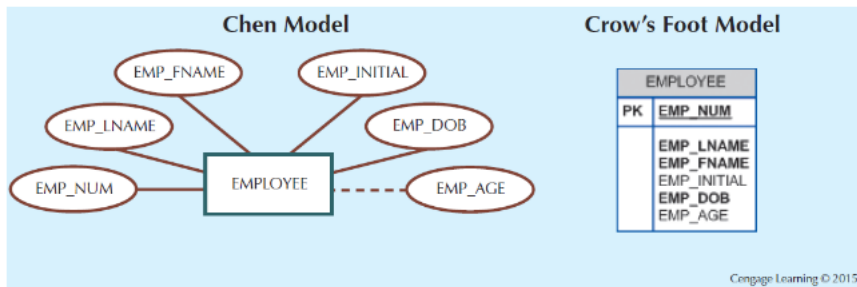 Chen Model
Crow's Foot Model
EMP_FNAME
EMP_INITIAL
EMP_LNAME
EMP_DOB
EMP_NUM
EMPLOYEE
EMP_AGE
EMPLOYEE
PK EMP_NUM
EMP_LNAME
EMP_FNAME
EMP_INITIAL
EMP_DOB
EMP_AGE
Cengage Learning © 2015